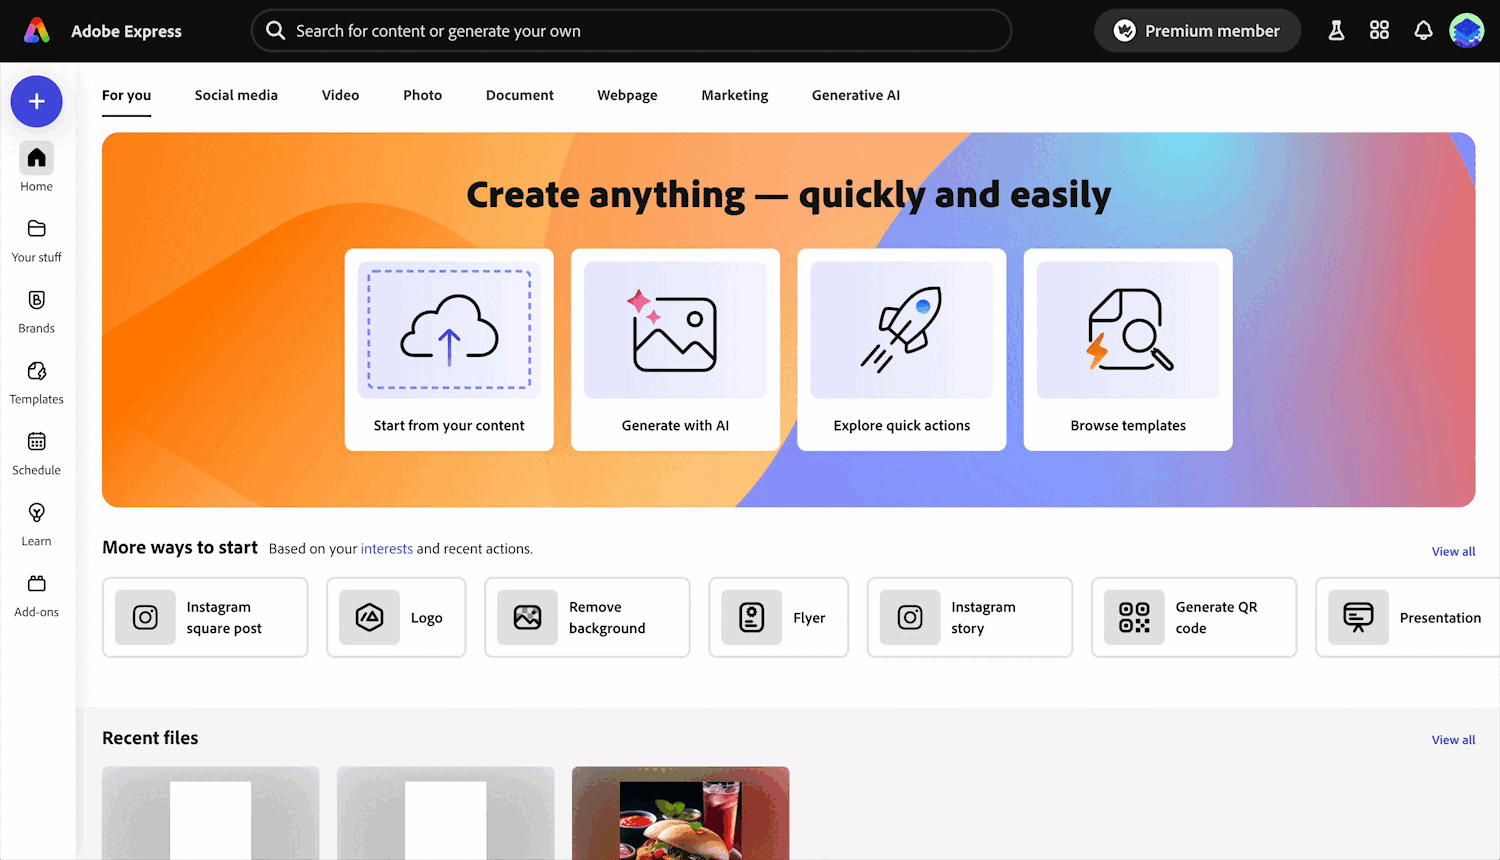 Adobe Express
Search for content or generate your own
Premium member
For you
Social media
Video
Photo
Document
Webpage
Marketing
Generative AI
Home
Your stuff
Brands
Templates
Schedule
Learn
Add-ons
Create anything — quickly and easily
Start from your content
Generate with AI
Explore quick actions
Browse templates
More ways to start
Based on your interests and recent actions.
View all
Instagram
square post
Logo
Remove
background
Flyer
Instagram
story
Generate QR
code
Presentation
Recent files
View all